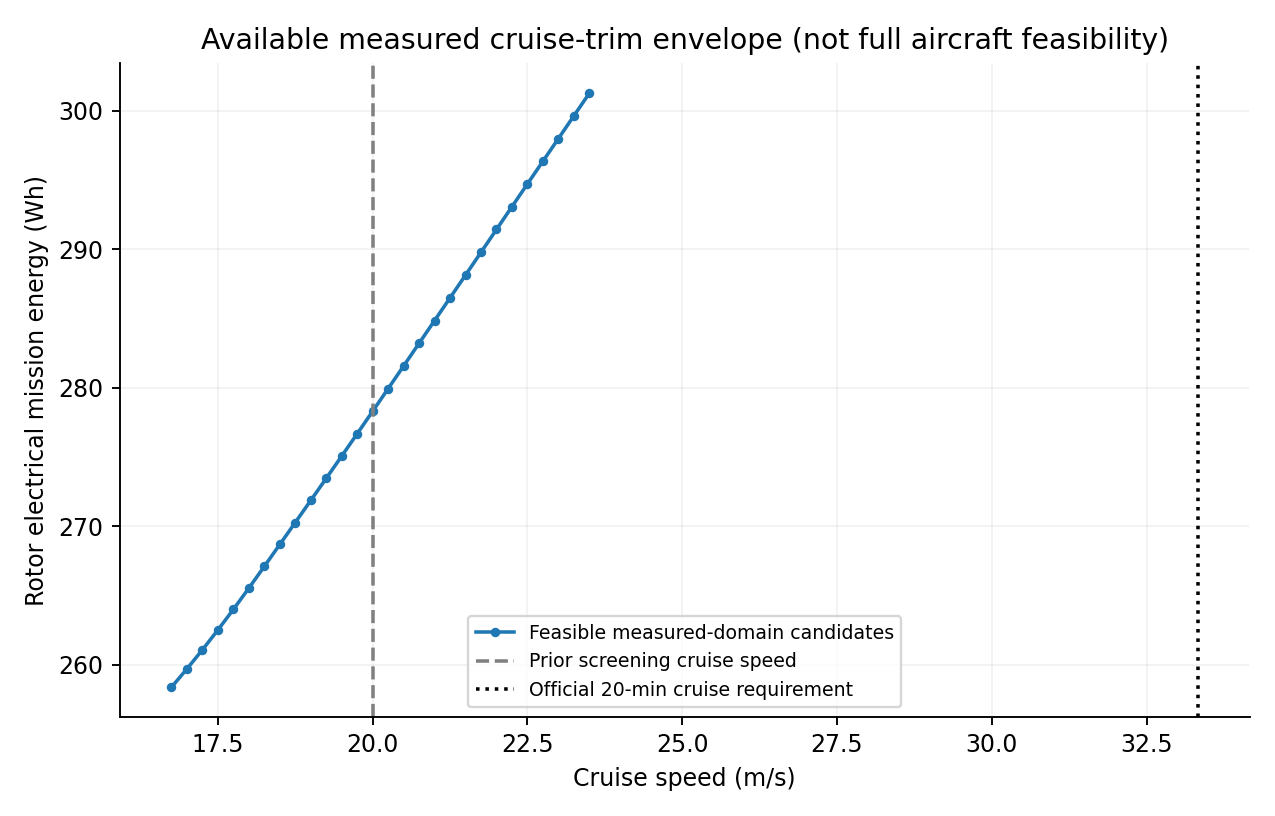 Available measured cruise-trim envelope (not full aircraft feasibility)
Rotor electrical mission energy (Wh)
300
290
280
270
260
Feasible measured-domain candidates
Prior screening cruise speed
Official 20-min cruise requirement
17.5 20.0 22.5 25.0 27.5 30.0 32.5
Cruise speed (m/s)